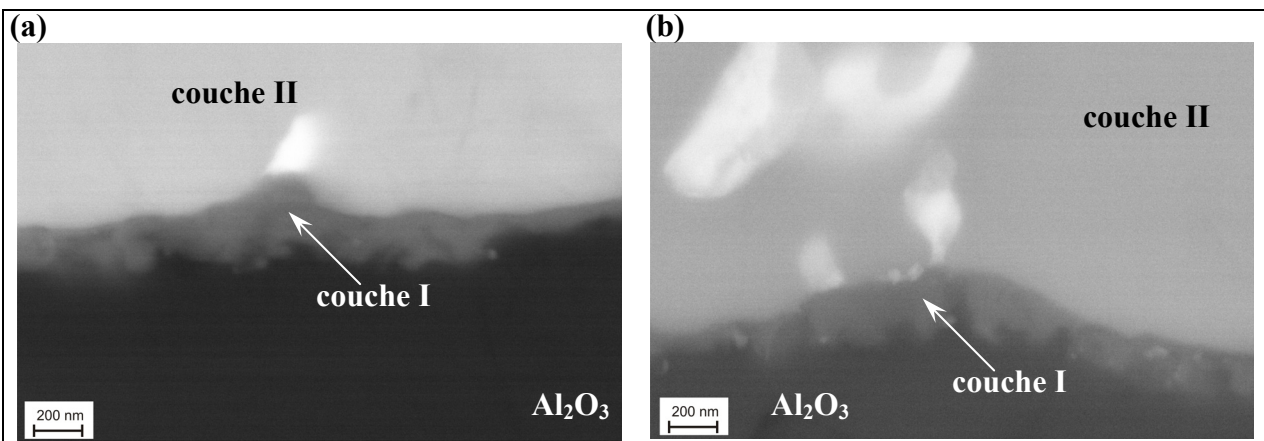 (a)
couche II
couche I
Al₂O₃
200 nm
(b)
couche II
couche I
Al₂O₃
200 nm